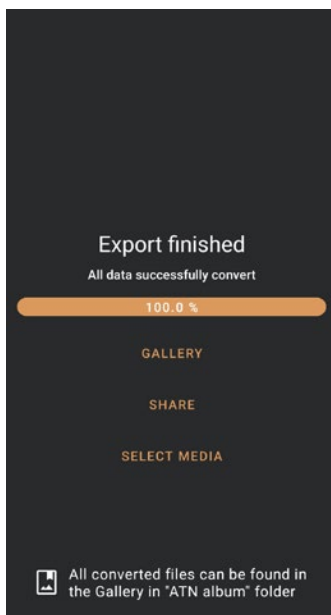 Export finished
All data successfully convert
100.0 %
GALLERY
SHARE
SELECT MEDIA
All converted files can be found in
the Gallery in "ATN album" folder